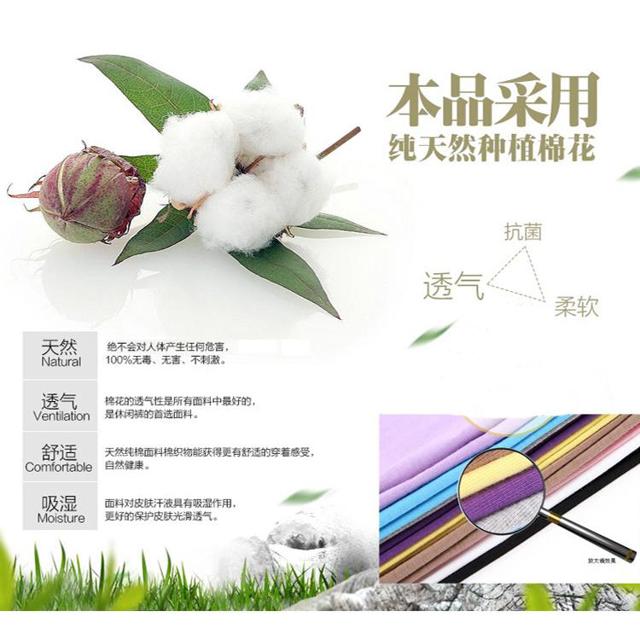 本品采用
纯天然种植棉花
抗菌
透气
柔软
天然
Natural
绝不会对人体产生任何危害,
100%无毒、无害、不刺激。
透气
Ventilation
棉花的透气性是所有面料中最好的,
是休闲裤的首选面料。
舒适
Comfortable
天然纯棉面料棉织物能获得更有舒适的穿着感受,
自然健康。
吸湿
Moisture
面料对皮肤汗液具有吸湿作用,
更好的保护皮肤光滑透气。
放大镜效果